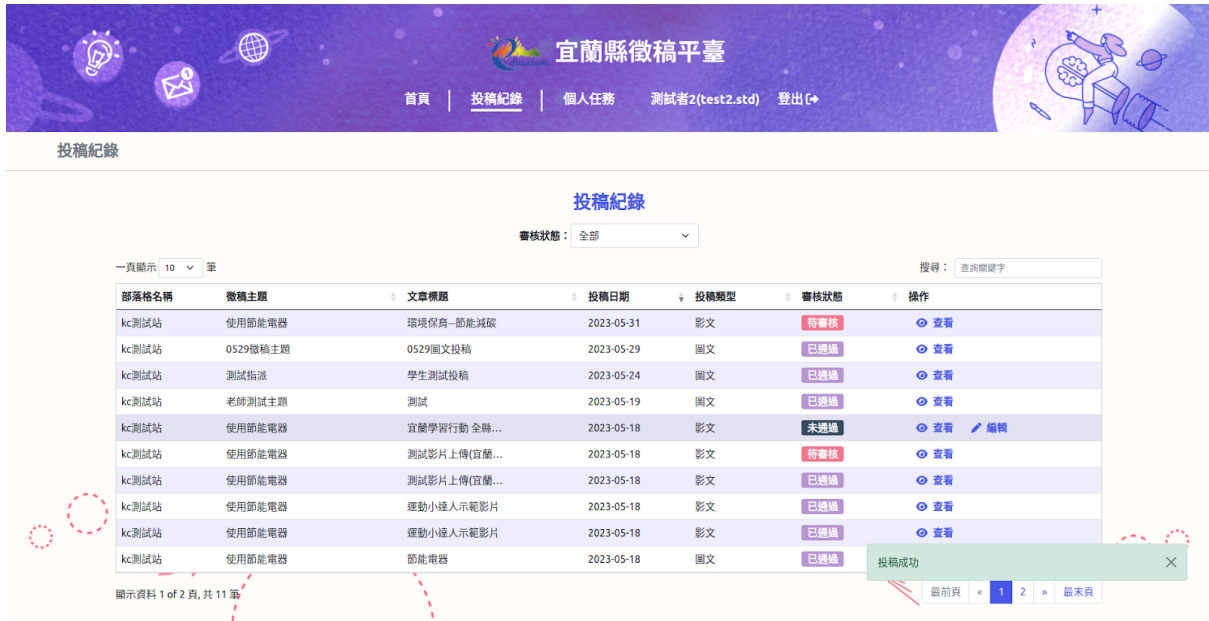 宜蘭縣徵稿平臺
首頁 | 投稿紀錄 | 個人任務 測試者2(test2.std) 登出
投稿紀錄
投稿紀錄
審核狀態： 全部
一頁顯示 10 筆 搜尋： 查詢關鍵字
部落格名稱 徵稿主題 文章標題 投稿日期 投稿類型 審核狀態 操作
kc測試站 使用節能電器 環境保育—節能減碳 2023-05-31 影文 待審核 查看
kc測試站 0529徵稿主題 0529圖文投稿 2023-05-29 圖文 已通過 查看
kc測試站 測試指派 學生測試投稿 2023-05-24 圖文 已通過 查看
kc測試站 老師測試主題 測試 2023-05-19 圖文 已通過 查看
kc測試站 使用節能電器 宜蘭學習行動 全縣... 2023-05-18 影文 未通過 查看 編輯
kc測試站 使用節能電器 測試影片上傳(宜蘭... 2023-05-18 影文 待審核 查看
kc測試站 使用節能電器 測試影片上傳(宜蘭... 2023-05-18 影文 已通過 查看
kc測試站 使用節能電器 運動小達人示範影片 2023-05-18 影文 已通過 查看
kc測試站 使用節能電器 運動小達人示範影片 2023-05-18 影文 已通過 查看
kc測試站 使用節能電器 節能電器 2023-05-18 圖文 已通過
投稿成功
顯示資料 1 of 2 頁, 共 11 筆 最前頁 « 1 2 » 最末頁